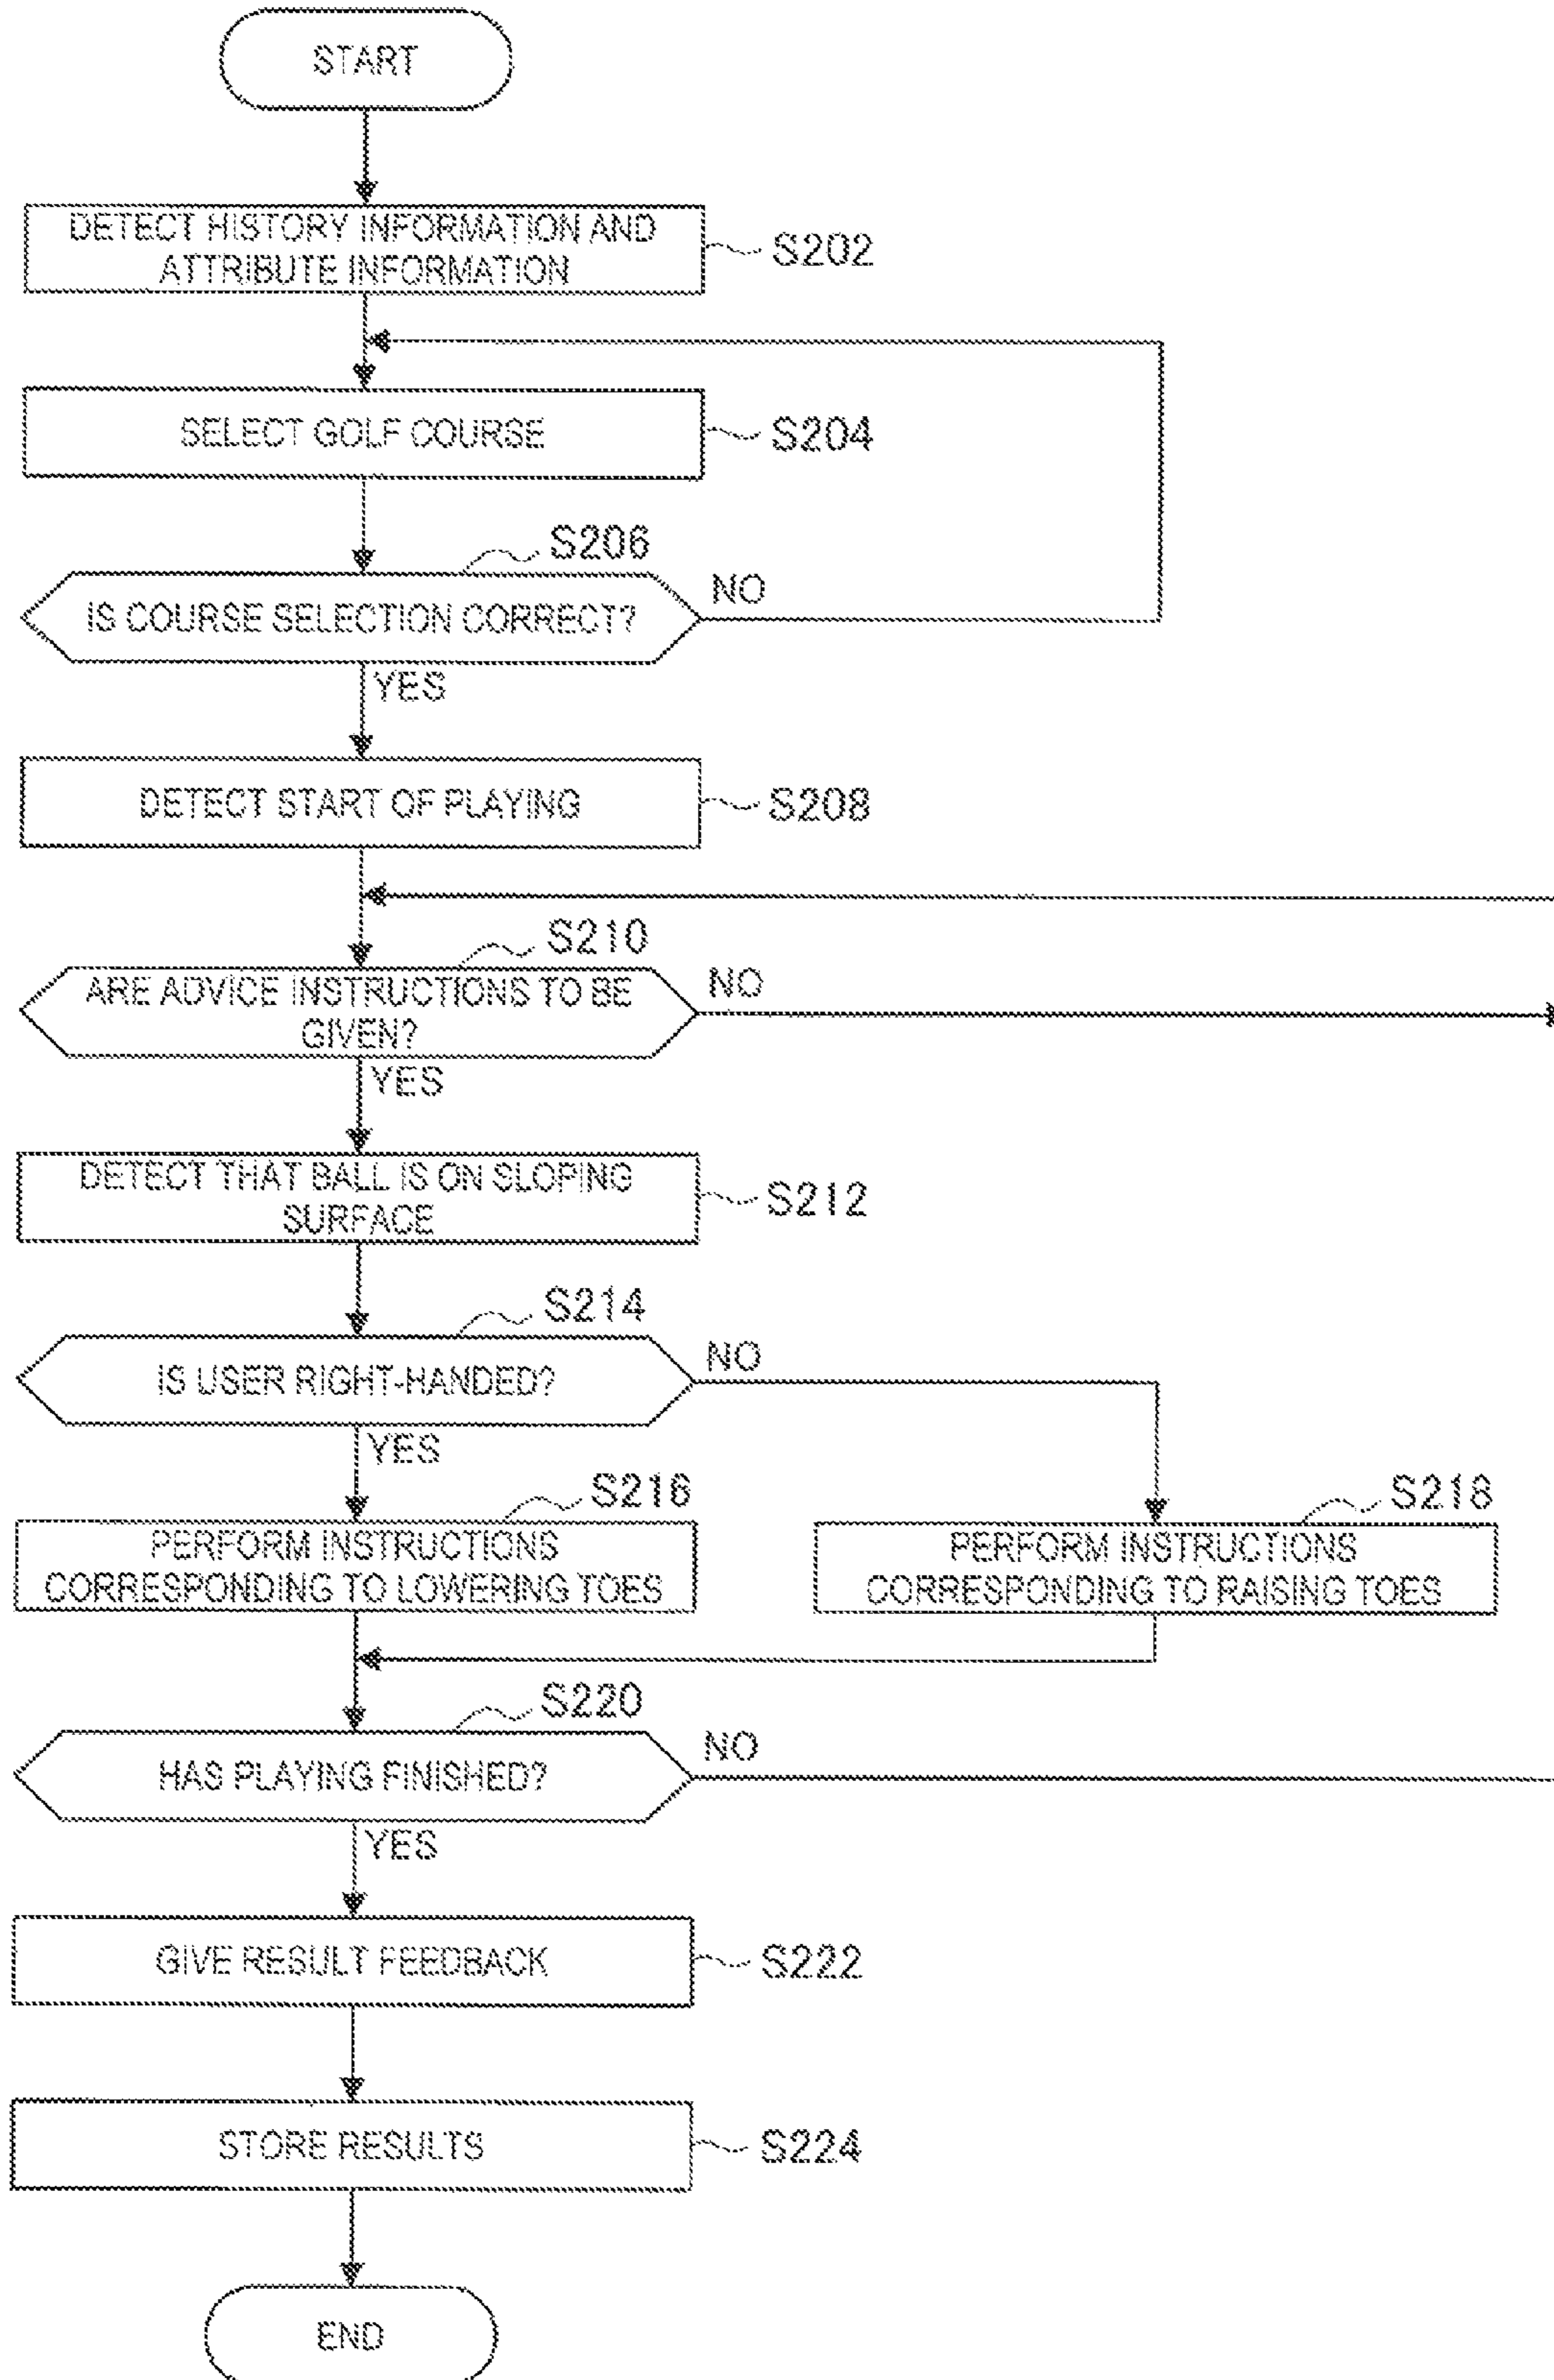 START
DETECT HISTORY INFORMATION AND
ATTRIBUTE INFORMATION
S202
SELECT GOLF COURSE
S204
S206
IS COURSE SELECTION CORRECT?
NO
YES
DETECT START OF PLAYING
S208
S210
ARE ADVICE INSTRUCTIONS TO BE
GIVEN?
NO
YES
DETECT THAT BALL IS ON SLOPING
SURFACE
S212
S214
IS USER RIGHT-HANDED?
NO
YES
S216
PERFORM INSTRUCTIONS
CORRESPONDING TO LOWERING TOES
S218
PERFORM INSTRUCTIONS
CORRESPONDING TO RAISING TOES
S220
HAS PLAYING FINISHED?
NO
YES
GIVE RESULT FEEDBACK
S222
STORE RESULTS
S224
END